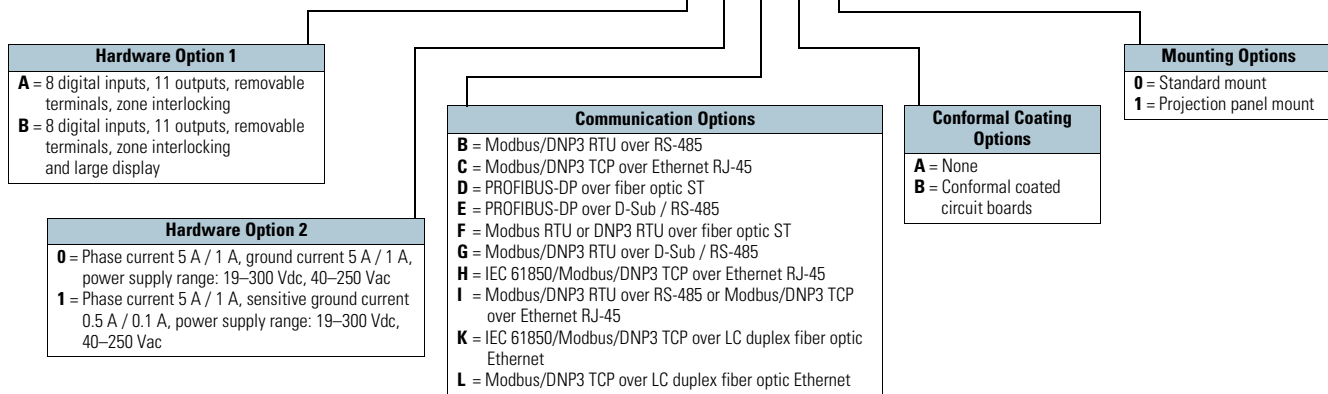 Hardware Option 1
A = 8 digital inputs, 11 outputs, removable
terminals, zone interlocking
B = 8 digital inputs, 11 outputs, removable
terminals, zone interlocking
and large display
Hardware Option 2
0 = Phase current 5 A / 1 A, ground current 5 A / 1 A,
power supply range: 19–300 Vdc, 40–250 Vac
1 = Phase current 5 A / 1 A, sensitive ground current
0.5 A / 0.1 A, power supply range: 19–300 Vdc,
40–250 Vac
Communication Options
B = Modbus/DNP3 RTU over RS-485
C = Modbus/DNP3 TCP over Ethernet RJ-45
D = PROFIBUS-DP over fiber optic ST
E = PROFIBUS-DP over D-Sub / RS-485
F = Modbus RTU or DNP3 RTU over fiber optic ST
G = Modbus/DNP3 RTU over D-Sub / RS-485
H = IEC 61850/Modbus/DNP3 TCP over Ethernet RJ-45
I = Modbus/DNP3 RTU over RS-485 or Modbus/DNP3 TCP
over Ethernet RJ-45
K = IEC 61850/Modbus/DNP3 TCP over LC duplex fiber optic
Ethernet
L = Modbus/DNP3 TCP over LC duplex fiber optic Ethernet
Conformal Coating
Options
A = None
B = Conformal coated
circuit boards
Mounting Options
0 = Standard mount
1 = Projection panel mount